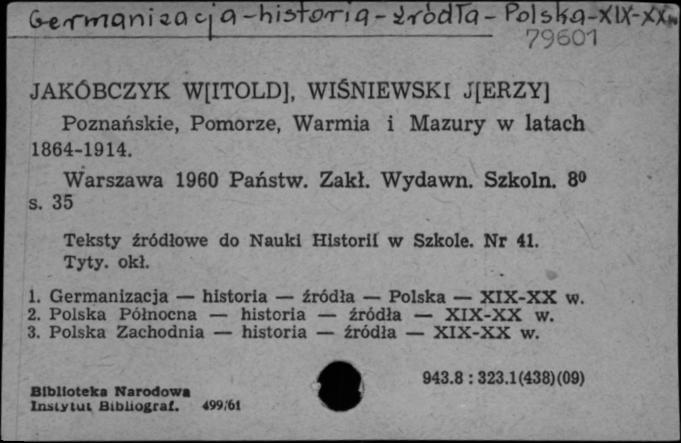 Germanizacja-historia-źródła-Polska-XIX-XXw.
79601
JAKÓBCZYK W[ITOLD], WIŚNIEWSKI J[ERZY]
Poznańskie, Pomorze, Warmia i Mazury w latach
1864-1914.
Warszawa 1960 Państw. Zakł. Wydawn. Szkoln. 8⁰
s. 35
Teksty źródłowe do Nauki Historii w Szkole. Nr 41.
Tyty. okł.
1. Germanizacja — historia — źródła — Polska — XIX-XX w.
2. Polska Północna — historia — źródła — XIX-XX w.
3. Polska Zachodnia — historia — źródła — XIX-XX w.
943.8 : 323.1(438)(09)
Biblioteka Narodowa
Instytut Bibliograf. 499/61